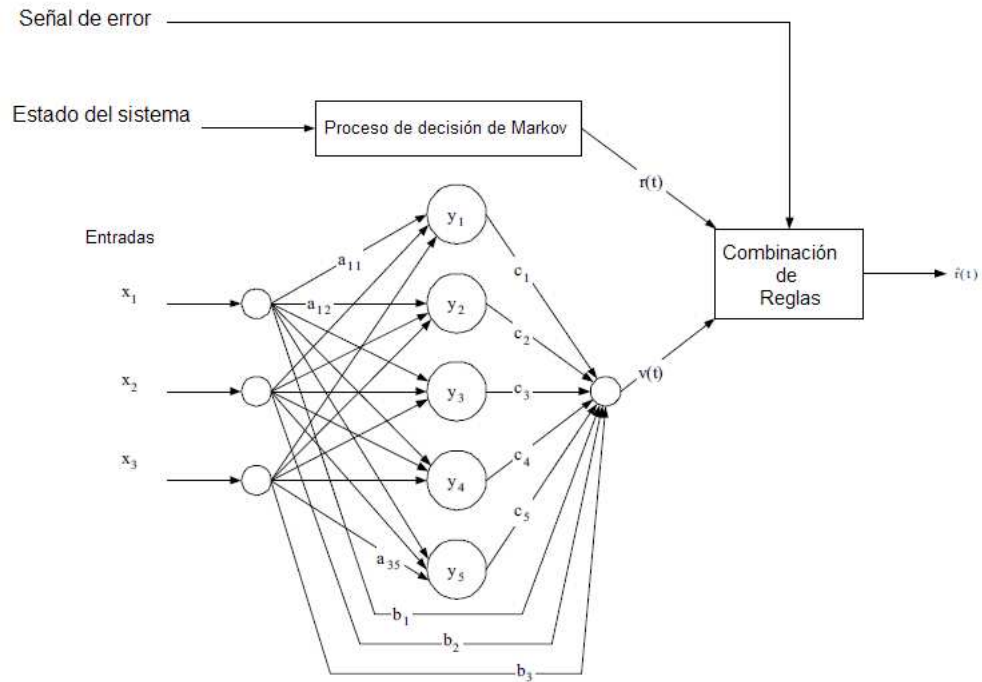 Señal de error
Estado del sistema
Proceso de decisión de Markov
r(t)
Entradas
Combinación
de
Reglas
r̂(t)
x₁
x₂
x₃
a₁₁
a₁₂
a₃₅
y₁
y₂
y₃
y₄
y₅
c₁
c₂
c₃
c₄
c₅
v(t)
b₁
b₂
b₃